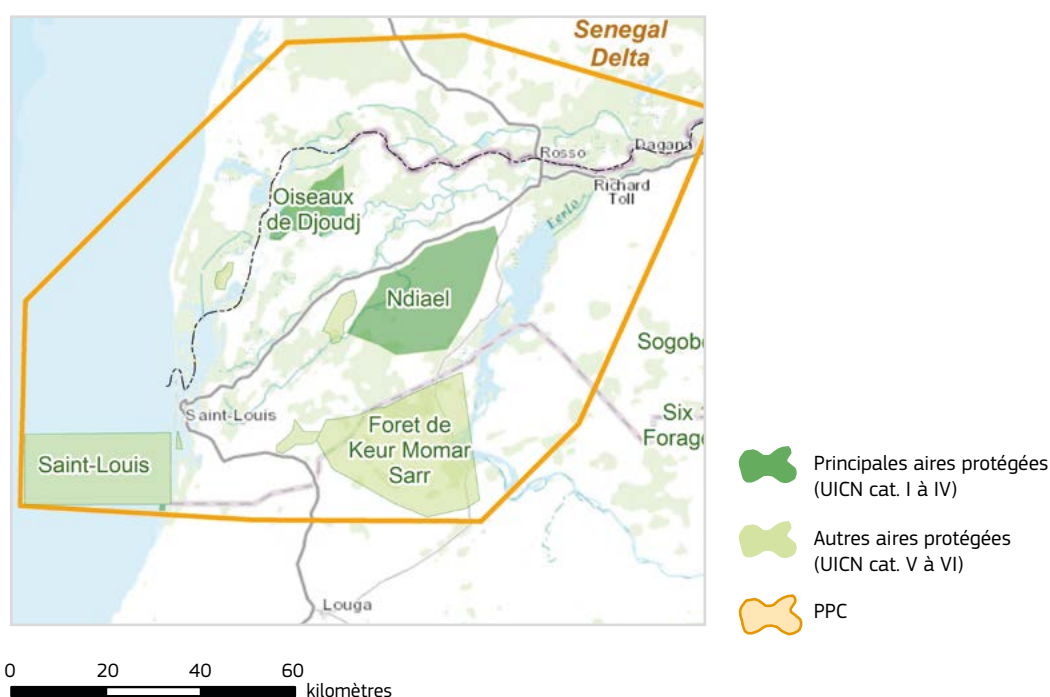 Senegal
Delta
Rosso
Dagana
Richard
Toll
Oiseaux
de Djoudj
Ferlo
Ndiael
Saint-Louis
Foret de
Keur Momar
Sarr
Saint-Louis
Six
Louga
Principales aires protégées
(UICN cat. I à IV)
Autres aires protégées
(UICN cat. V à VI)
PPC
0 20 40 60
kilomètres